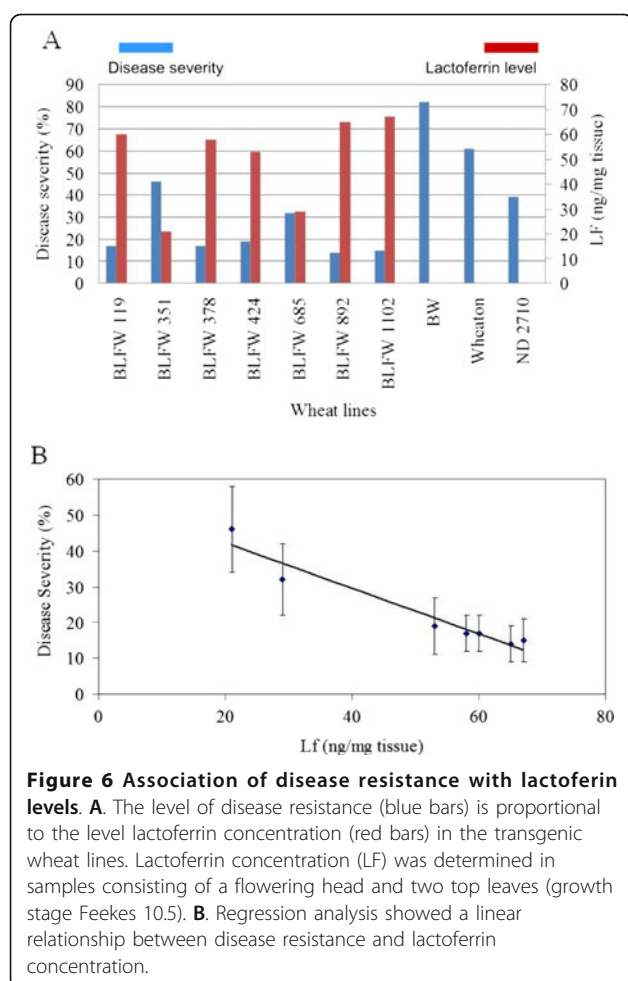 A
Disease severity
Lactoferrin level
Disease severity (%)
90
80
70
60
50
40
30
20
10
0
80
70
60
50
40
30
20
10
0
LF (ng/mg tissue)
BLFW 119
BLFW 351
BLFW 378
BLFW 424
BLFW 685
BLFW 892
BLFW 1102
BW
Wheaton
ND 2710
Wheat lines
B
Disease Severity (%)
60
50
40
30
20
10
0
0
20
40
60
80
Lf (ng/mg tissue)
Figure 6 Association of disease resistance with lactoferin
levels. A. The level of disease resistance (blue bars) is proportional
to the level lactoferrin concentration (red bars) in the transgenic
wheat lines. Lactoferrin concentration (LF) was determined in
samples consisting of a flowering head and two top leaves (growth
stage Feekes 10.5). B. Regression analysis showed a linear
relationship between disease resistance and lactoferrin
concentration.